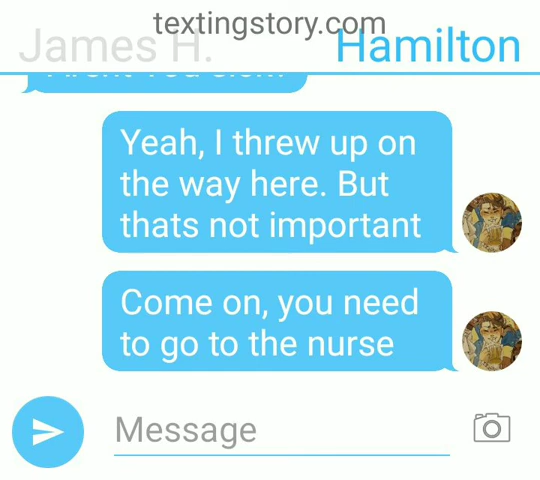 textingstory.com
James H. Hamilton
Yeah, I threw up on
the way here. But
thats not important
Come on, you need
to go to the nurse
Message